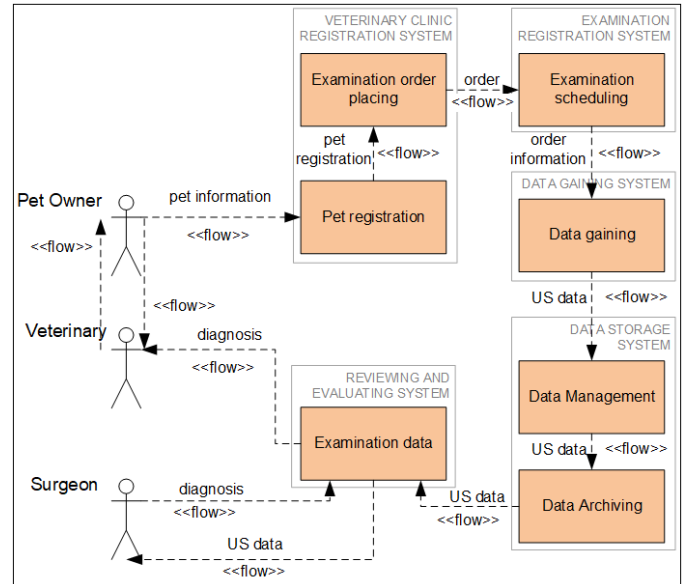 VETERINARY CLINIC
REGISTRATION SYSTEM
EXAMINATION
REGISTRATION SYSTEM
Examination order
placing
order
<<flow>>
Examination
scheduling
pet
registration
<<flow>>
order
information
<<flow>>
Pet Owner
<<flow>>
pet information
<<flow>>
Pet registration
DATA GAINING SYSTEM
Data gaining
<<flow>>
US data
<<flow>>
Veterinary
diagnosis
<<flow>>
DATA STORAGE
SYSTEM
Data Management
REVIEWING AND
EVALUATING SYSTEM
Examination data
US data
<<flow>>
Surgeon
diagnosis
<<flow>>
US data
<<flow>>
Data Archiving
US data
<<flow>>